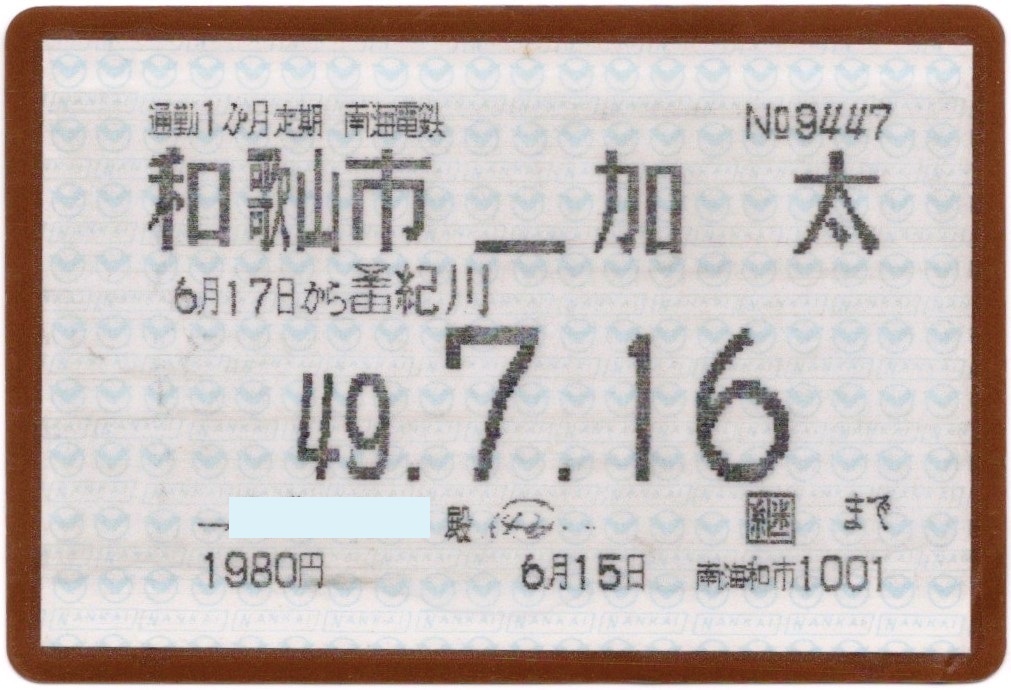 通勤1か月定期 南海電鉄 №9447
和歌山市—加太
6月17日から 紀川
49.7.16
殿 継 まで
1980円 6月15日 南海和市1001
NANKAI